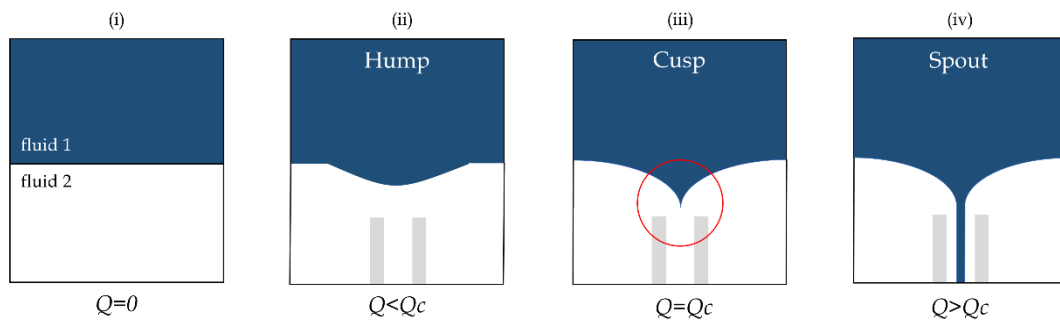 (i)
(ii)
(iii)
(iv)
Hump
Cusp
Spout
fluid 1
fluid 2
Q=0
Q<Qc
Q=Qc
Q>Qc